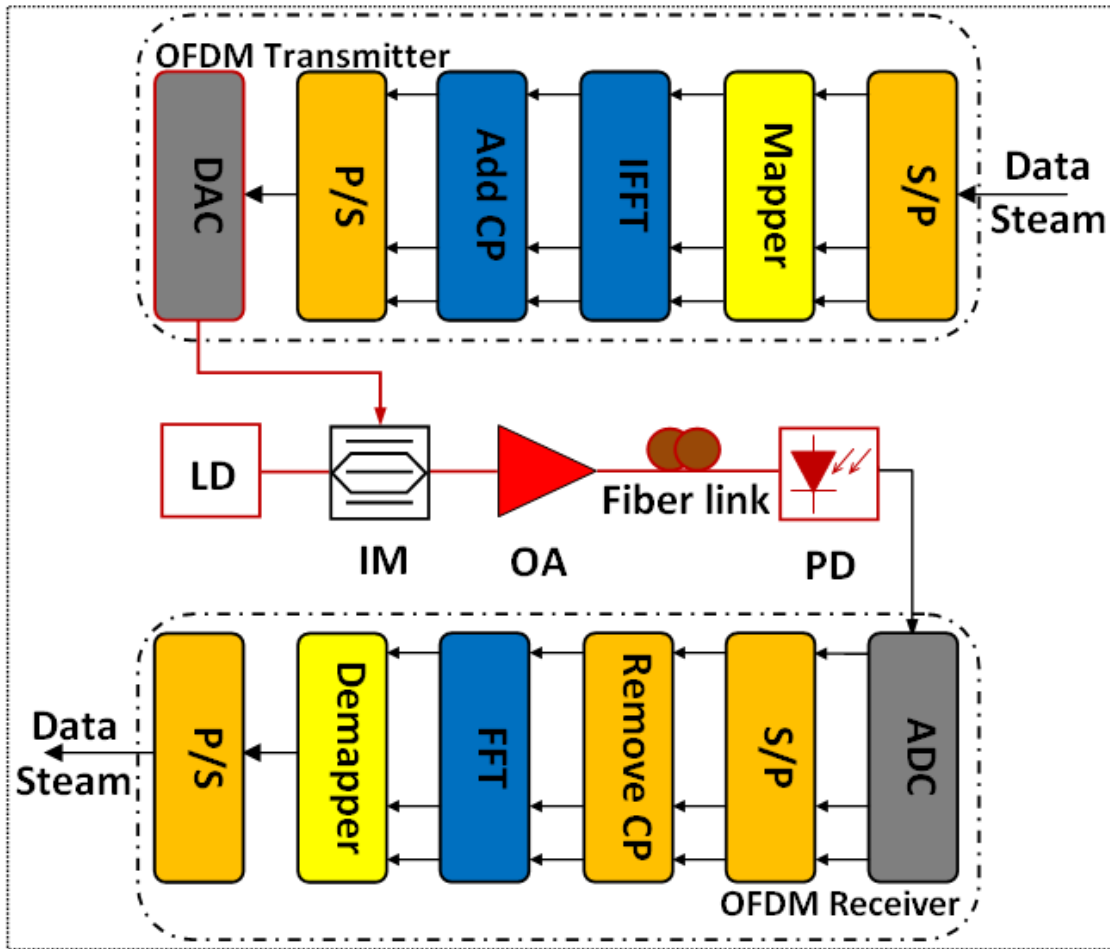 OFDM Transmitter
DAC
P/S
Add CP
IFFT
Mapper
S/P
Data
Steam
LD
IM
OA
Fiber link
PD
Data
Steam
P/S
Demapper
FFT
Remove CP
S/P
ADC
OFDM Receiver